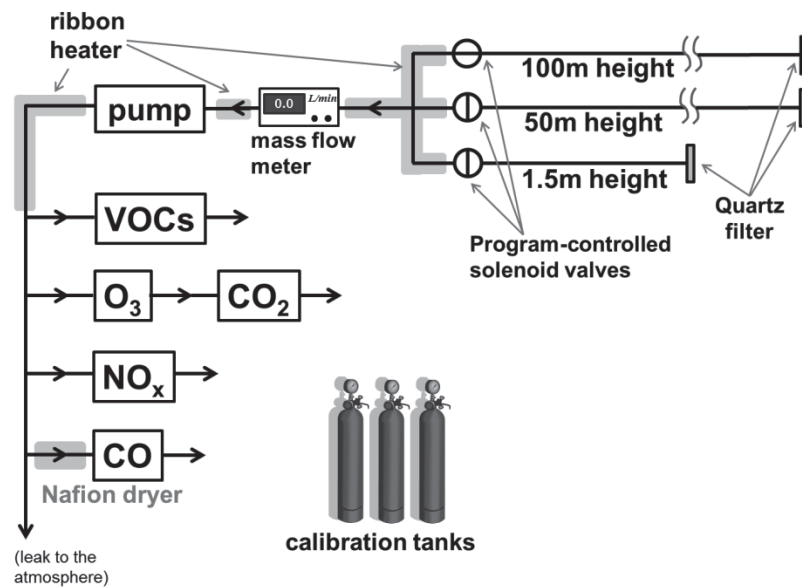 ribbon
heater
pump
0.0 L/min
mass flow
meter
100m height
50m height
1.5m height
Quartz
filter
Program-controlled
solenoid valves
VOCs
O₃
CO₂
NOₓ
CO
Nafion dryer
calibration tanks
(leak to the
atmosphere)